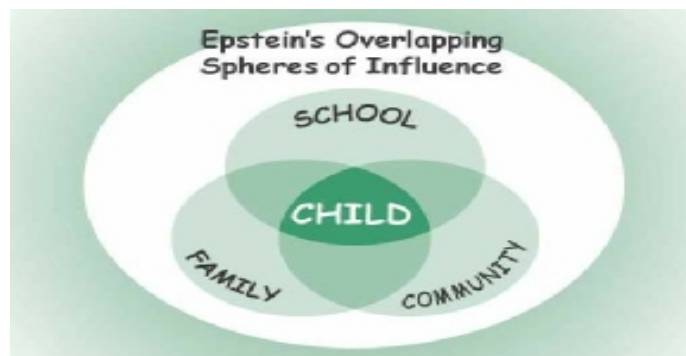 Epstein's Overlapping
Spheres of Influence
SCHOOL
CHILD
FAMILY
COMMUNITY